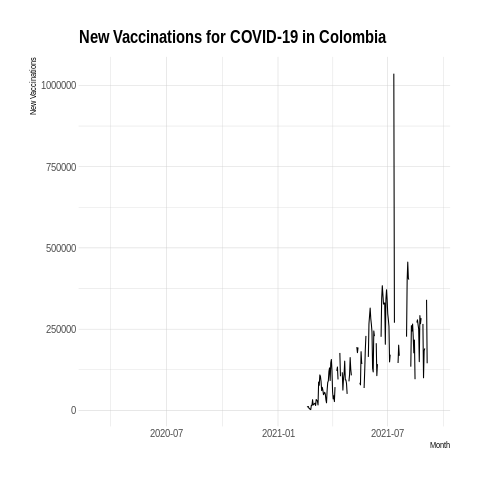 New Vaccinations for COVID-19 in Colombia
New Vaccinations
1000000
750000
500000
250000
0
2020-07
2021-01
2021-07
Month